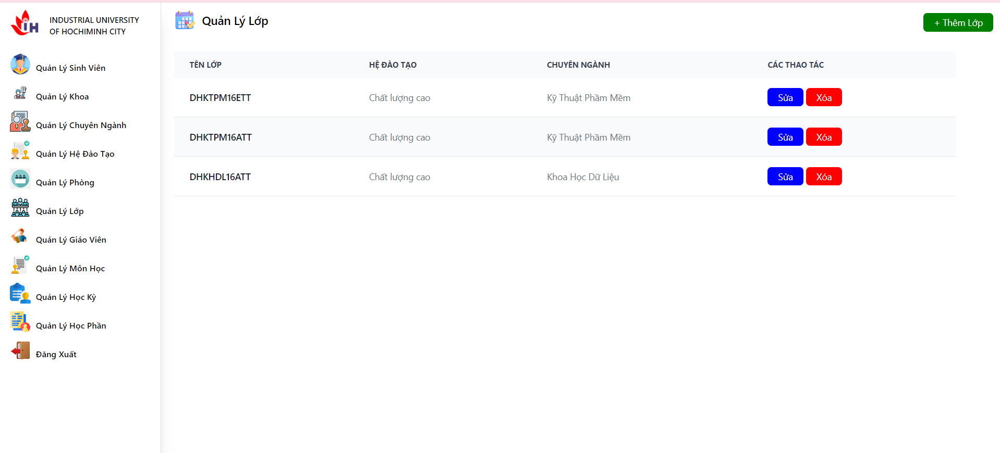 INDUSTRIAL UNIVERSITY
OF HOCHIMINH CITY
Quản Lý Sinh Viên
Quản Lý Khoa
Quản Lý Chuyên Ngành
Quản Lý Hệ Đào Tạo
Quản Lý Phòng
Quản Lý Lớp
Quản Lý Giáo Viên
Quản Lý Môn Học
Quản Lý Học Kỳ
Quản Lý Học Phần
Đăng Xuất
Quản Lý Lớp
+ Thêm Lớp
TÊN LỚP HỆ ĐÀO TẠO CHUYÊN NGÀNH CÁC THAO TÁC
DHKTPM16ETT Chất lượng cao Kỹ Thuật Phầm Mềm Sửa Xóa
DHKTPM16ATT Chất lượng cao Kỹ Thuật Phầm Mềm Sửa Xóa
DHKHDL16ATT Chất lượng cao Khoa Học Dữ Liệu Sửa Xóa